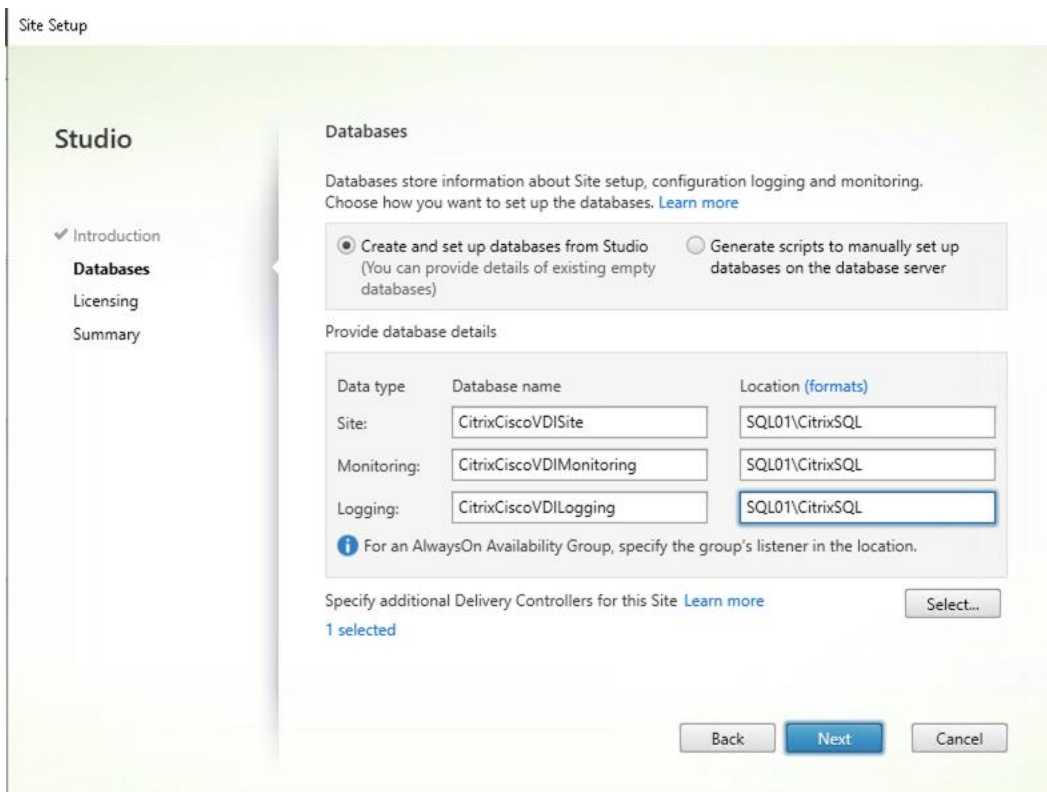 Site Setup
Studio
Introduction
Databases
Licensing
Summary
Databases
Databases store information about Site setup, configuration logging and monitoring.
Choose how you want to set up the databases. Learn more
Create and set up databases from Studio
(You can provide details of existing empty
databases)
Generate scripts to manually set up
databases on the database server
Provide database details
Data type Database name Location (formats)
Site: CitrixCiscoVDISite SQL01\CitrixSQL
Monitoring: CitrixCiscoVDIMonitoring SQL01\CitrixSQL
Logging: CitrixCiscoVDILogging SQL01\CitrixSQL
For an AlwaysOn Availability Group, specify the group's listener in the location.
Specify additional Delivery Controllers for this Site Learn more Select...
1 selected
Back Next Cancel